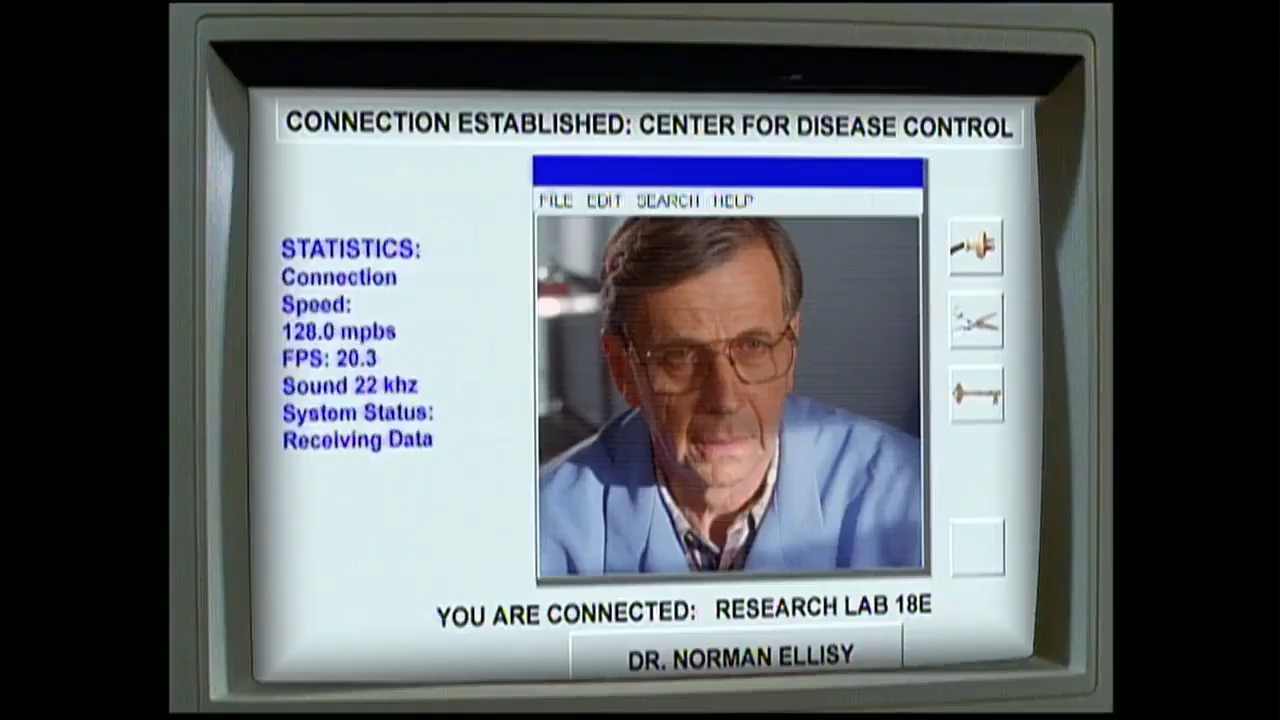 CONNECTION ESTABLISHED: CENTER FOR DISEASE CONTROL
FILE EDIT SEARCH HELP
STATISTICS:
Connection
Speed:
128.0 mpbs
FPS: 20.3
Sound 22 khz
System Status:
Receiving Data
YOU ARE CONNECTED: RESEARCH LAB 18E
DR. NORMAN ELLISY